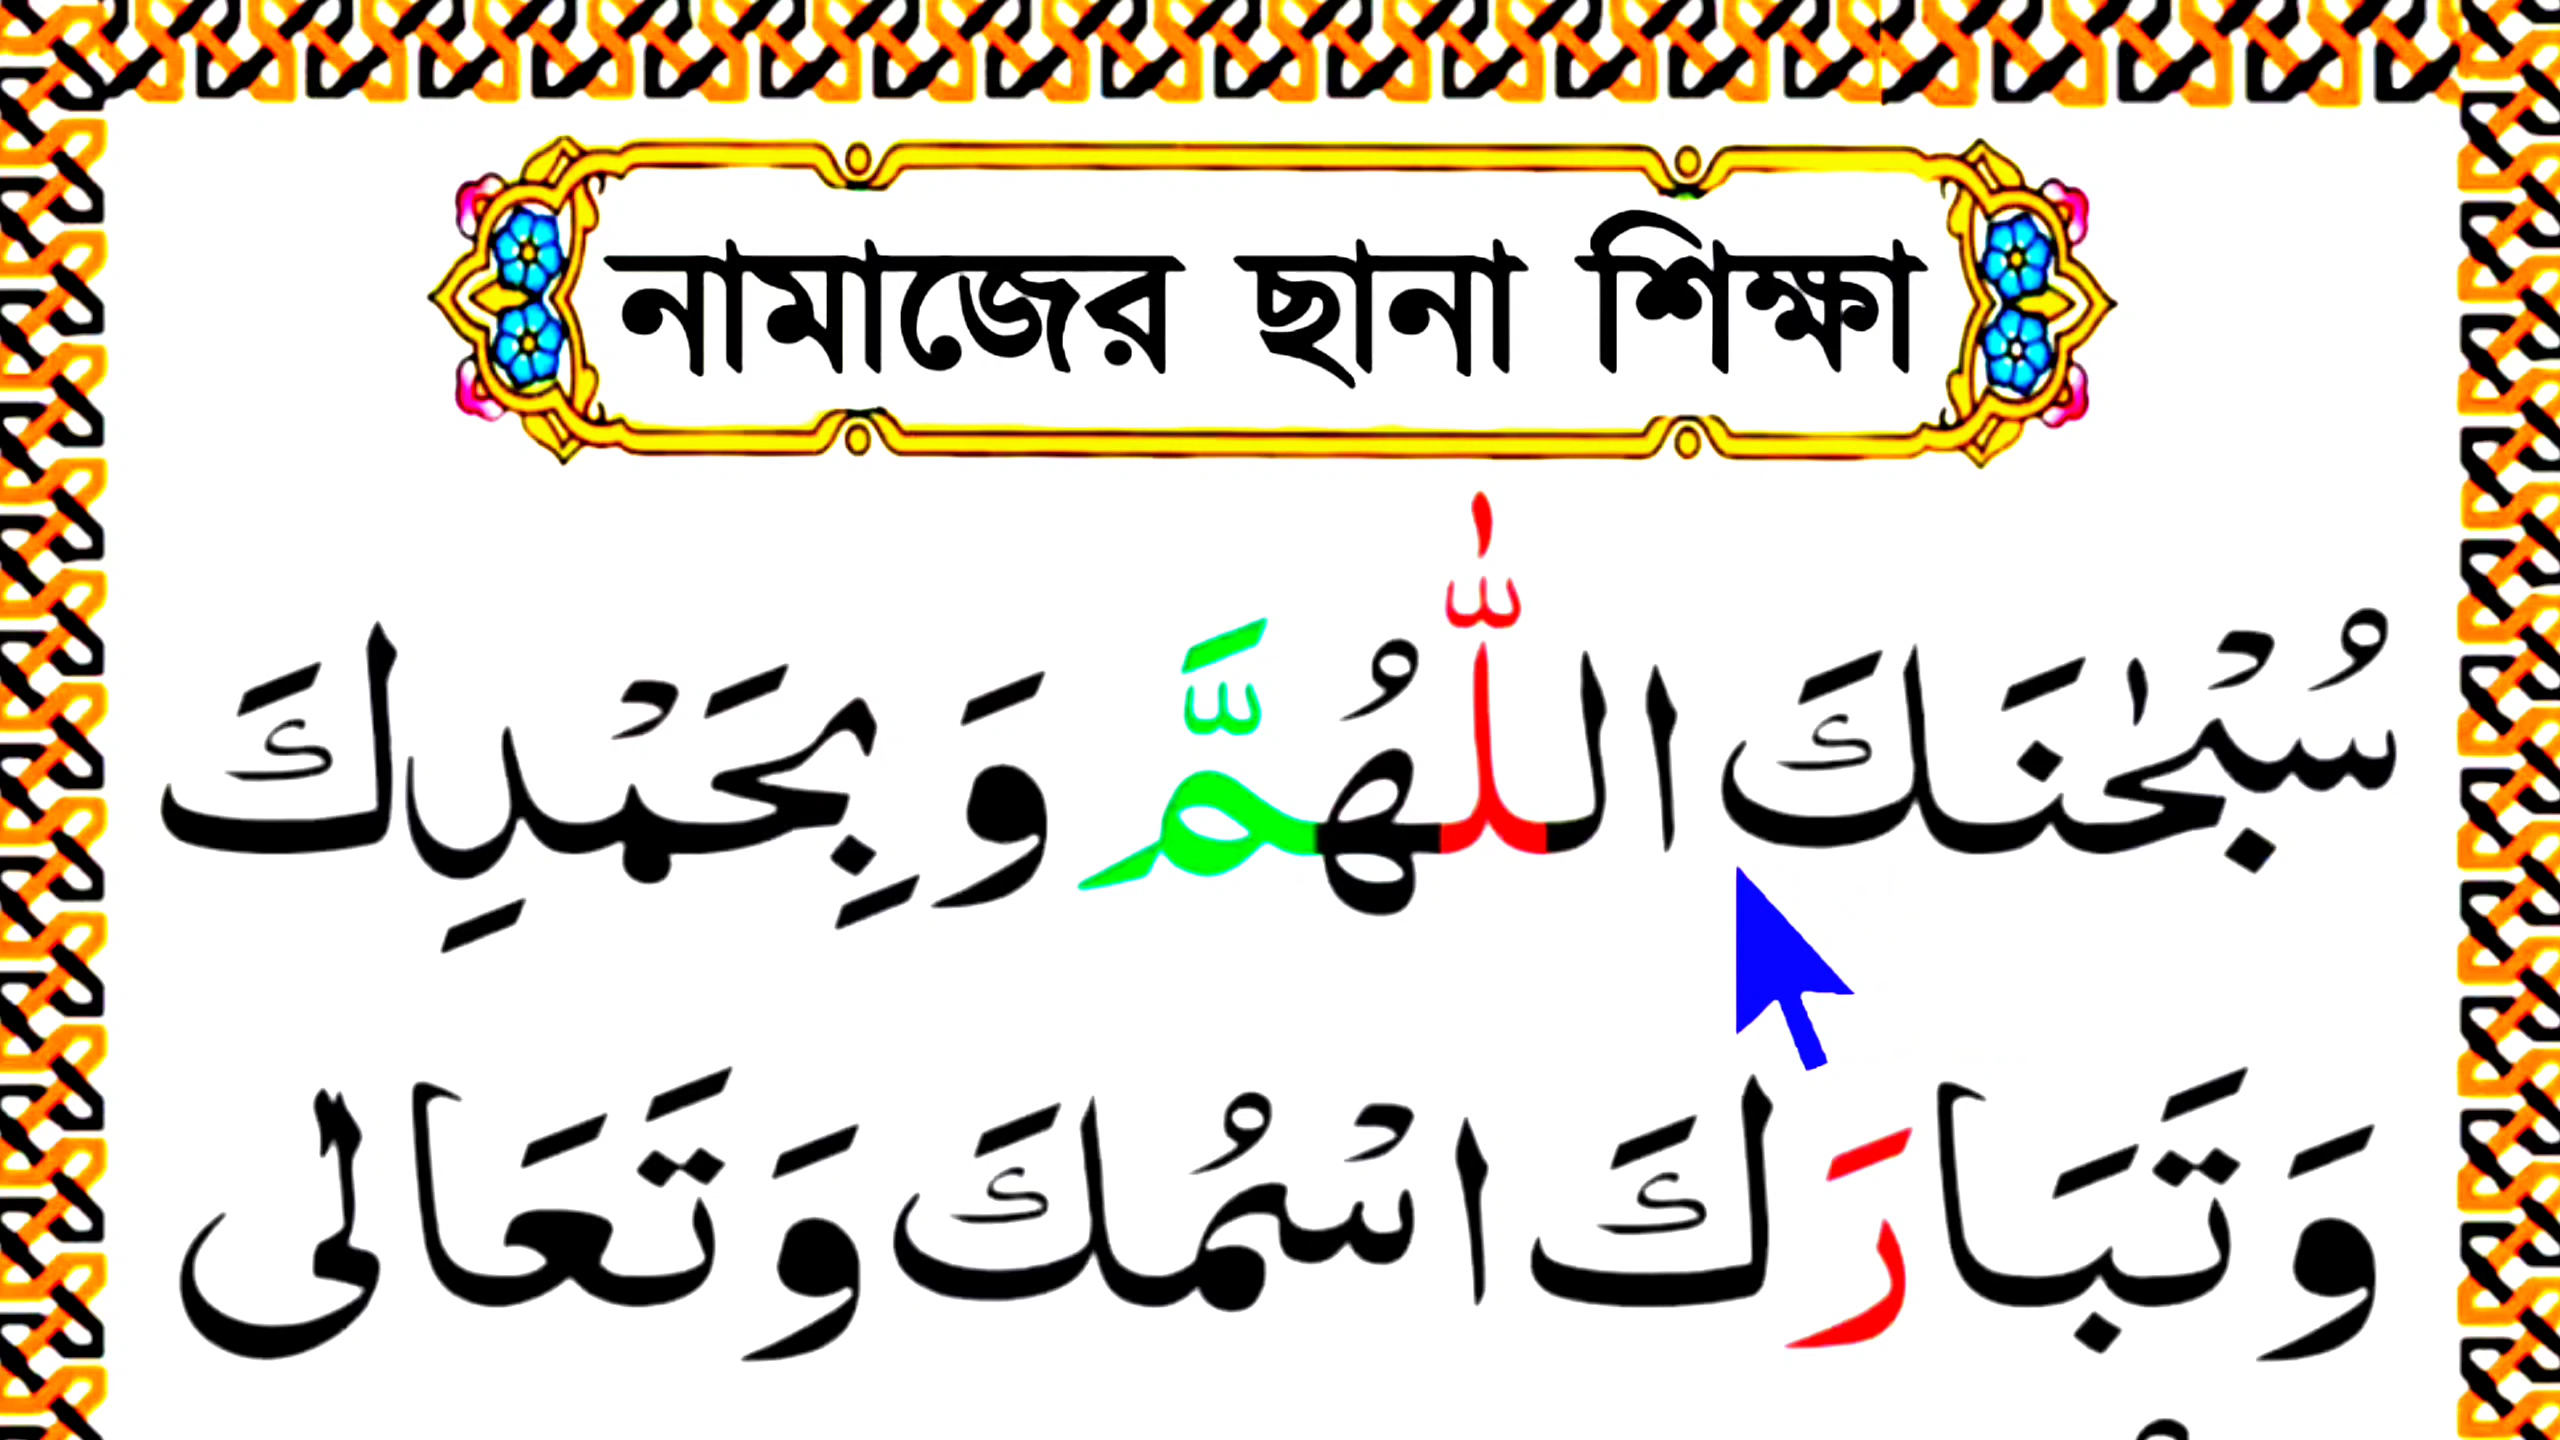 নামাজের ছানা শিক্ষা
سُبْحٰنَكَ اللّٰهُمَّ وَ بِحَمْدِكَ
وَتَبَارَكَ اسْمُكَ وَتَعَالٰى